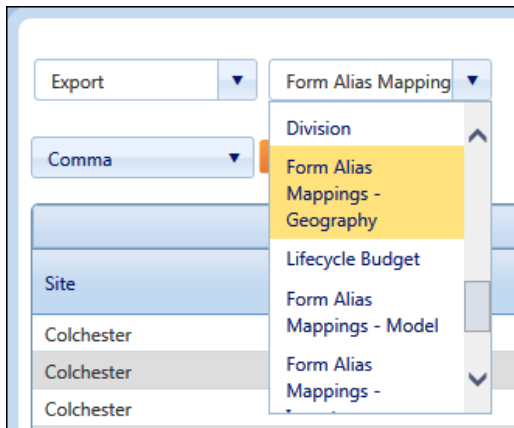 Export
Form Alias Mapping
Comma
Division
Form Alias
Mappings -
Geography
Lifecycle Budget
Form Alias
Mappings - Model
Form Alias
Mappings -
Site
Colchester
Colchester
Colchester